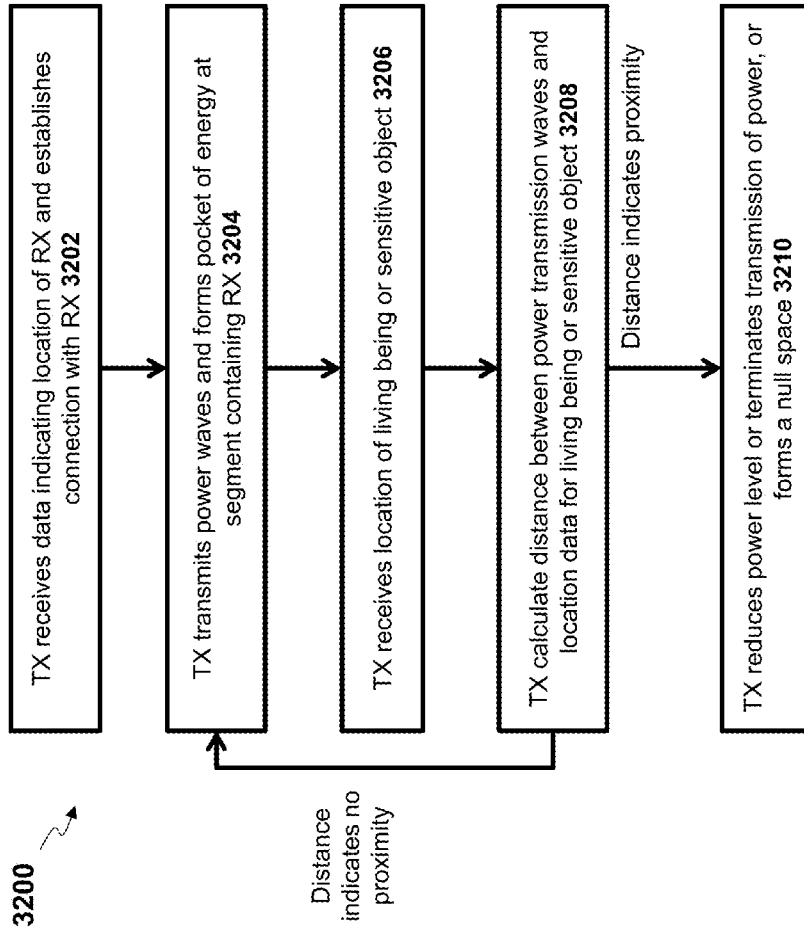 3200
TX receives data indicating location of RX and establishes
connection with RX 3202
TX transmits power waves and forms pocket of energy at
segment containing RX 3204
TX receives location of living being or sensitive object 3206
TX calculate distance between power transmission waves and
location data for living being or sensitive object 3208
Distance
indicates no
proximity
Distance indicates proximity
TX reduces power level or terminates transmission of power, or
forms a null space 3210